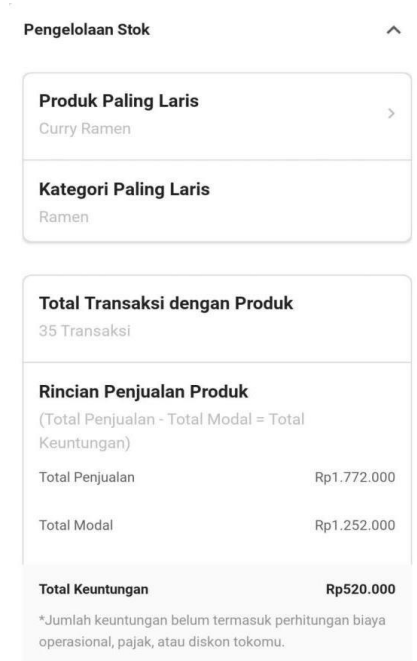 Pengelolaan Stok
Produk Paling Laris
Curry Ramen
Kategori Paling Laris
Ramen
Total Transaksi dengan Produk
35 Transaksi
Rincian Penjualan Produk
(Total Penjualan - Total Modal = Total
Keuntungan)
Total Penjualan Rp1.772.000
Total Modal Rp1.252.000
Total Keuntungan Rp520.000
*Jumlah keuntungan belum termasuk perhitungan biaya
operasional, pajak, atau diskon tokomu.